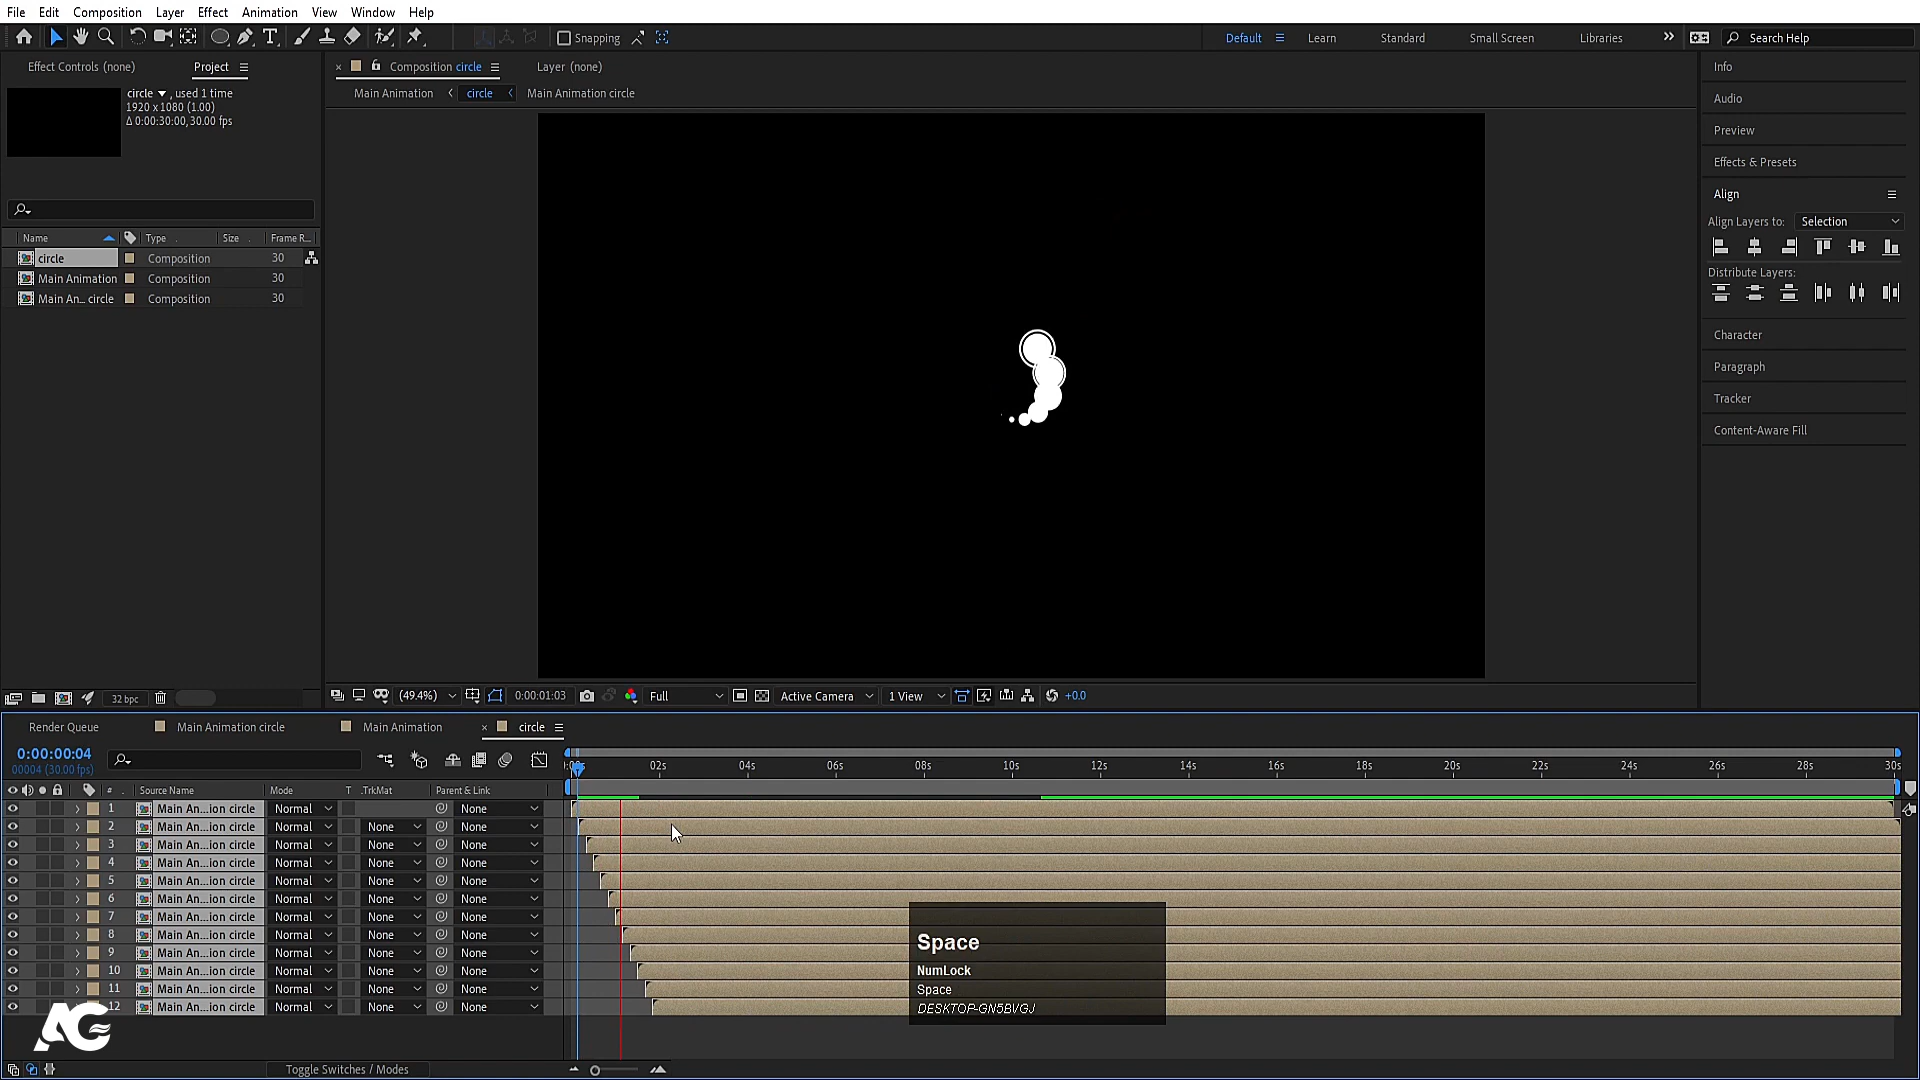 File Edit Composition Layer Effect Animation View Window Help
Snapping
Default Learn Standard Small Screen Libraries Search Help
Effect Controls (none) Project
circle , used 1 time
1920 x 1080 (1.00)
Δ 0:00:30:00, 30.00 fps
Name Type Size Frame R...
circle Composition 30
Main Animation Composition 30
Main An... circle Composition 30
32 bpc
Composition circle Layer (none)
Main Animation circle Main Animation circle
(49.4%) 0:00:01:03 Full Active Camera 1 View +0.0
Info
Audio
Preview
Effects & Presets
Align
Align Layers to: Selection
Distribute Layers:
Character
Paragraph
Tracker
Content-Aware Fill
Render Queue Main Animation circle Main Animation circle
0:00:00:04
00004 (30.00 fps)
02s 04s 06s 08s 10s 12s 14s 16s 18s 20s 22s 24s 26s 28s 30s
# Source Name Mode T .TrkMat Parent & Link
1 Main An...ion circle Normal None
2 Main An...ion circle Normal None None
3 Main An...ion circle Normal None None
4 Main An...ion circle Normal None None
5 Main An...ion circle Normal None None
6 Main An...ion circle Normal None None
7 Main An...ion circle Normal None None
8 Main An...ion circle Normal None None
9 Main An...ion circle Normal None None
10 Main An...ion circle Normal None None
11 Main An...ion circle Normal None None
12 Main An...ion circle Normal None None
Space
NumLock
Space
DESKTOP-GN5BVGJ
AG
Toggle Switches / Modes